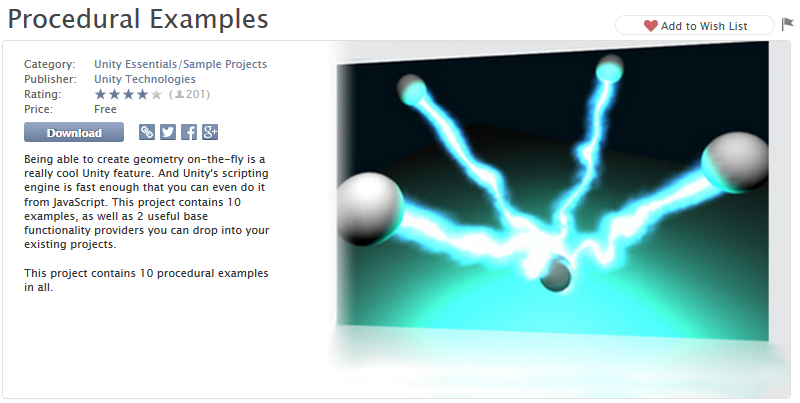 Procedural Examples
Add to Wish List
Category: Unity Essentials/Sample Projects
Publisher: Unity Technologies
Rating: (201)
Price: Free
Download
Being able to create geometry on-the-fly is a
really cool Unity feature. And Unity's scripting
engine is fast enough that you can even do it
from JavaScript. This project contains 10
examples, as well as 2 useful base
functionality providers you can drop into your
existing projects.
This project contains 10 procedural examples
in all.